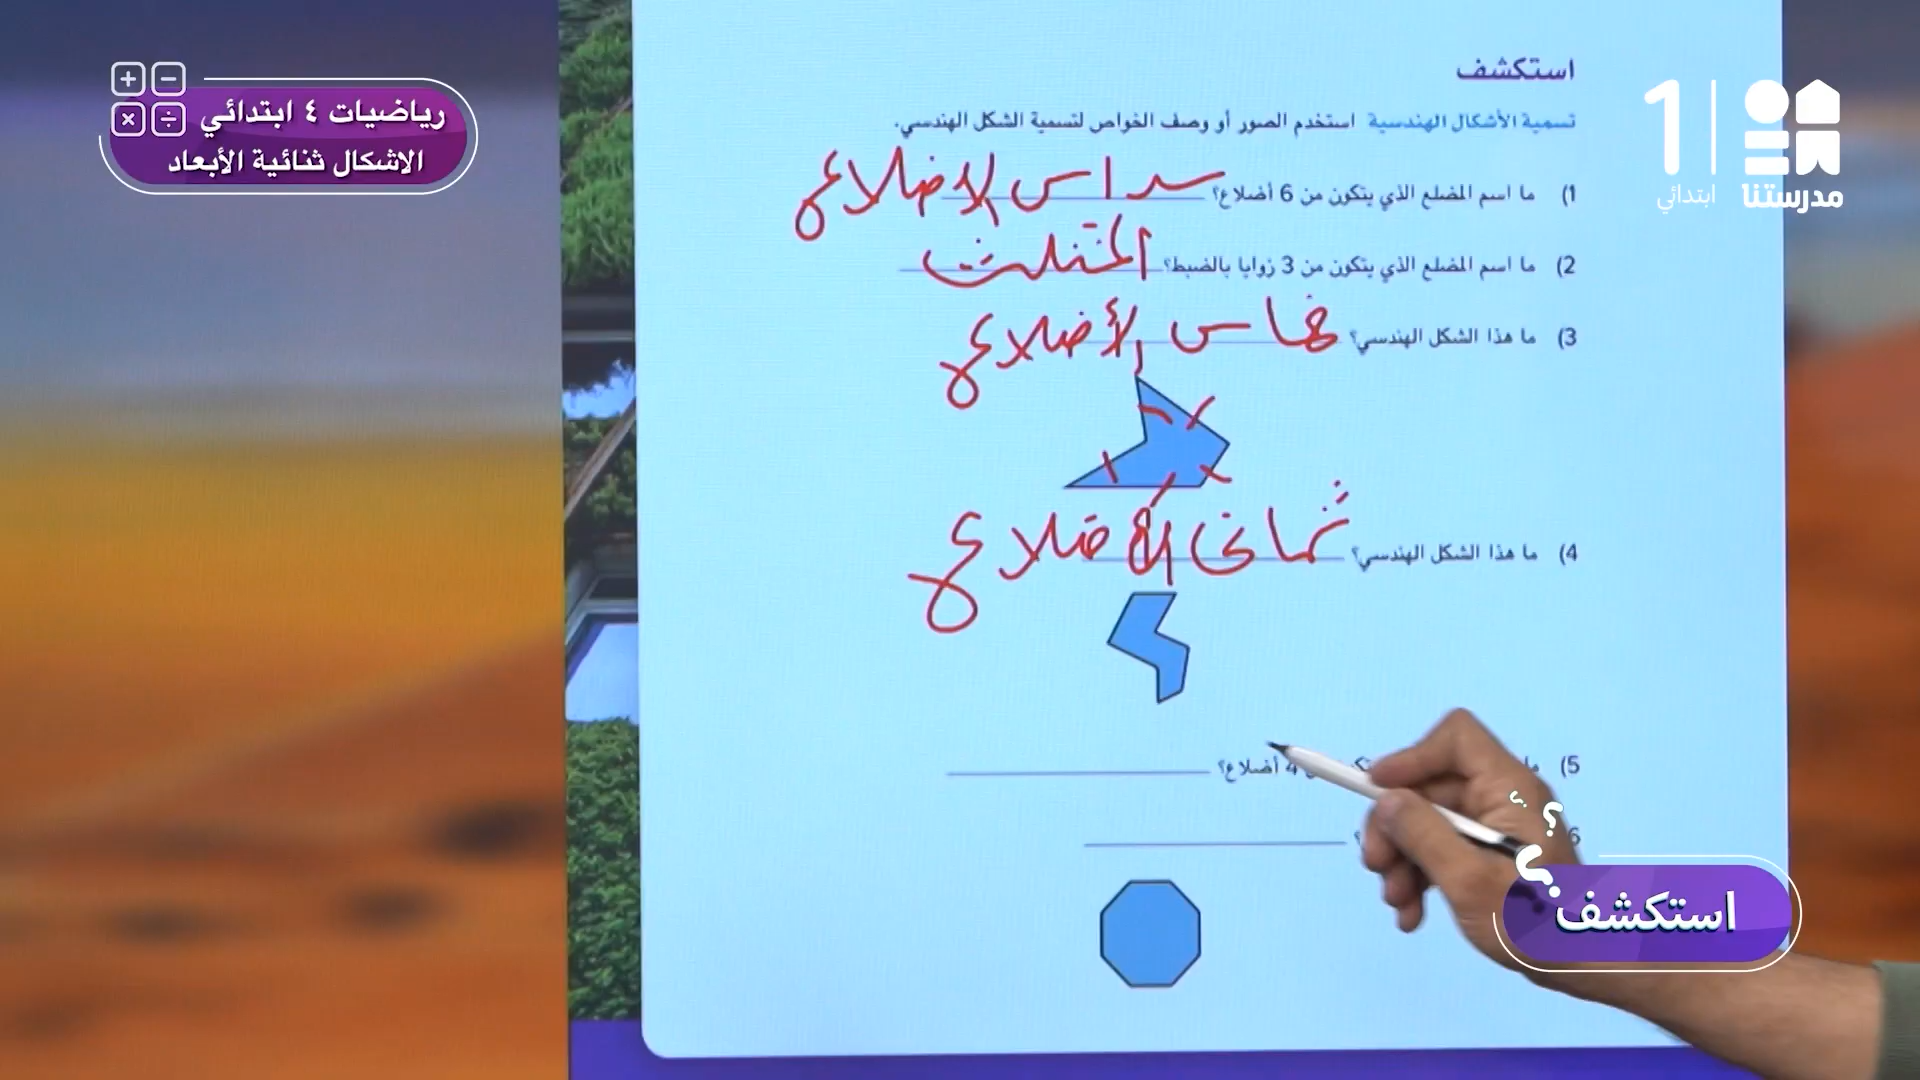 رياضيات ٤ ابتدائي
الاشكال ثنائية الأبعاد
1
ابتدائي
مدرستنا
استكشف
تسمية الأشكال الهندسية استخدم الصور أو وصف الخواص لتسمية الشكل الهندسي.
(1 ما اسم المضلع الذي يتكون من 6 أضلاع؟ سداسي الاضلاع
(2 ما اسم المضلع الذي يتكون من 3 زوايا بالضبط؟ المثلث
(3 ما هذا الشكل الهندسي؟ خماسي الأضلاع
(4 ما هذا الشكل الهندسي؟ ثماني الأضلاع
(5 4 أضلاع؟
استكشف